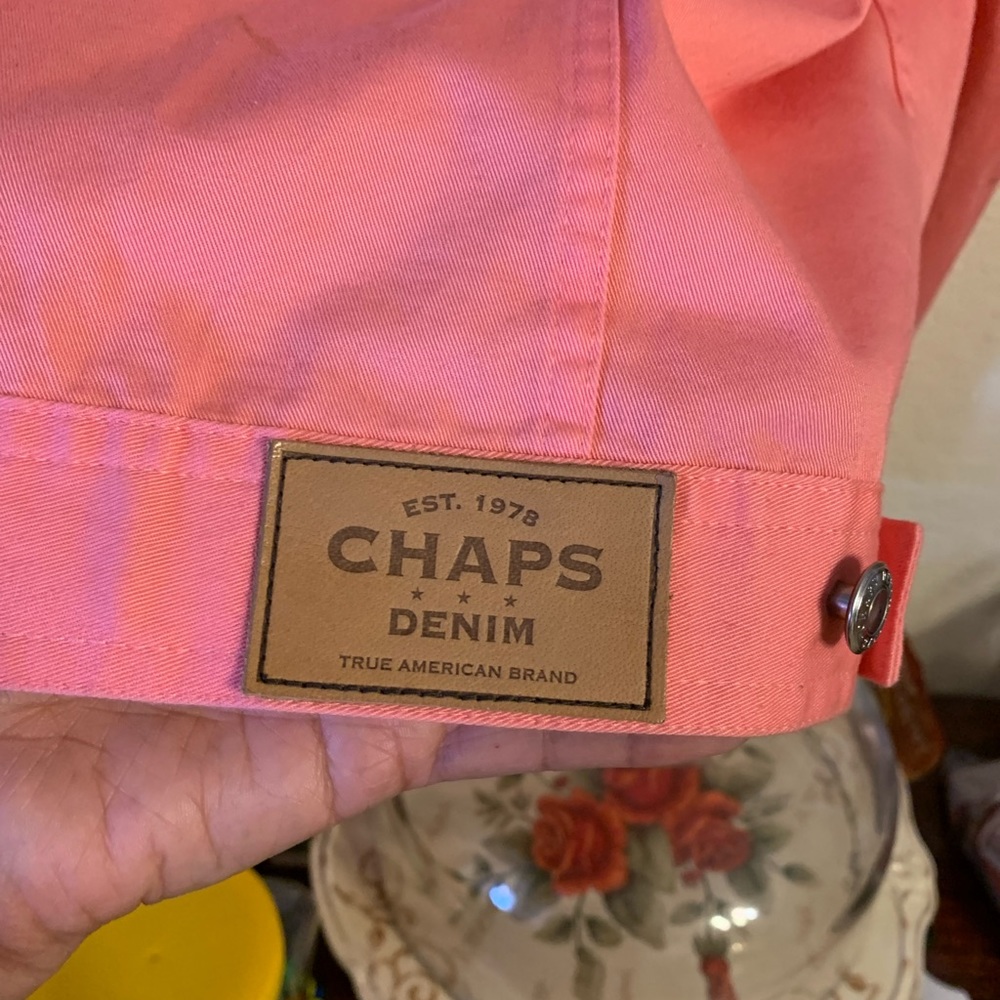 EST. 1978
CHAPS
DENIM
TRUE AMERICAN BRAND